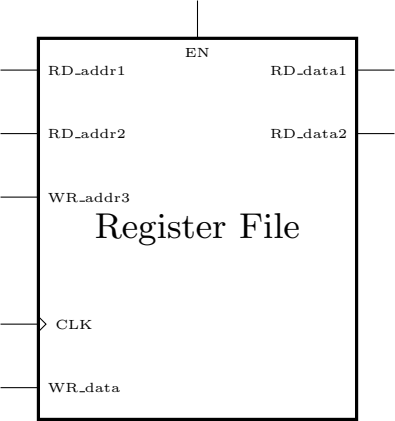 EN
RD_addr1
RD_data1
RD_addr2
RD_data2
WR_addr3
Register File
CLK
WR_data